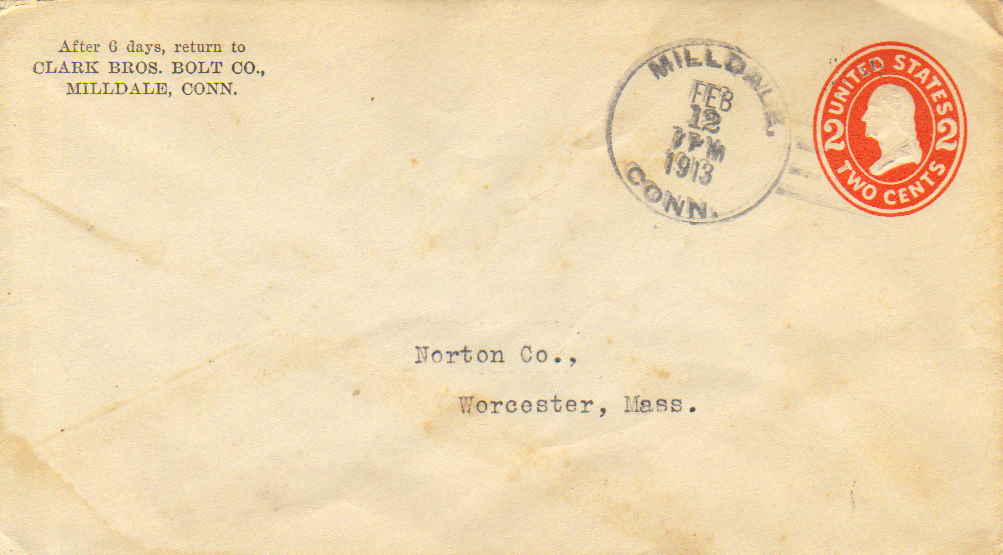 After 6 days, return to
CLARK BROS. BOLT CO.,
MILLDALE, CONN.
MILLDALE,
FEB
12
PM
1913
CONN.
UNITED STATES
2 2
TWO CENTS
Norton Co.,
Worcester, Mass.